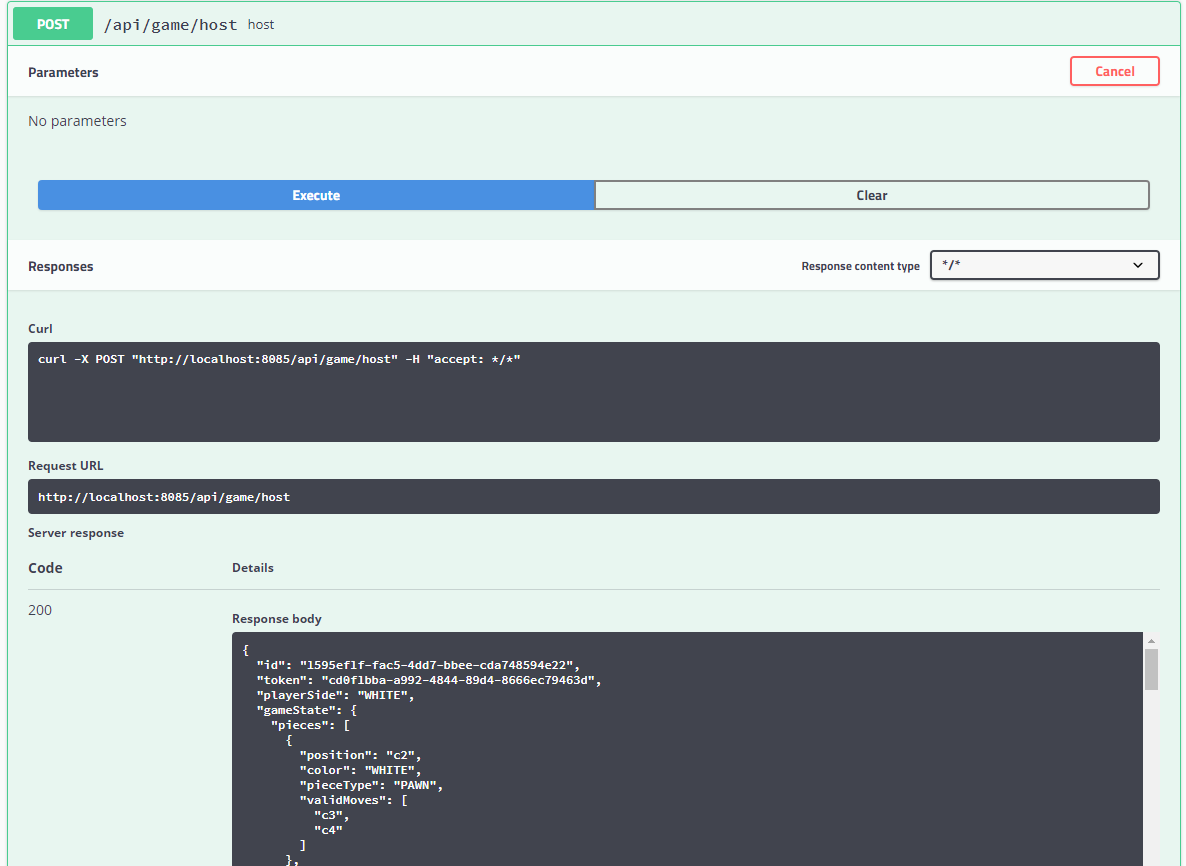 POST /api/game/host host
Parameters Cancel
No parameters
Execute Clear
Responses Response content type */*
Curl
curl -X POST "http://localhost:8085/api/game/host" -H "accept: */*"
Request URL
http://localhost:8085/api/game/host
Server response
Code Details
200
Response body
{
"id": "1595ef1f-fac5-4dd7-bbee-cda748594e22",
"token": "cd0f1bba-a992-4844-89d4-8666ec79463d",
"playerSide": "WHITE",
"gameState": {
"pieces": [
{
"position": "c2",
"color": "WHITE",
"pieceType": "PAWN",
"validMoves": [
"c3",
"c4"
]
},